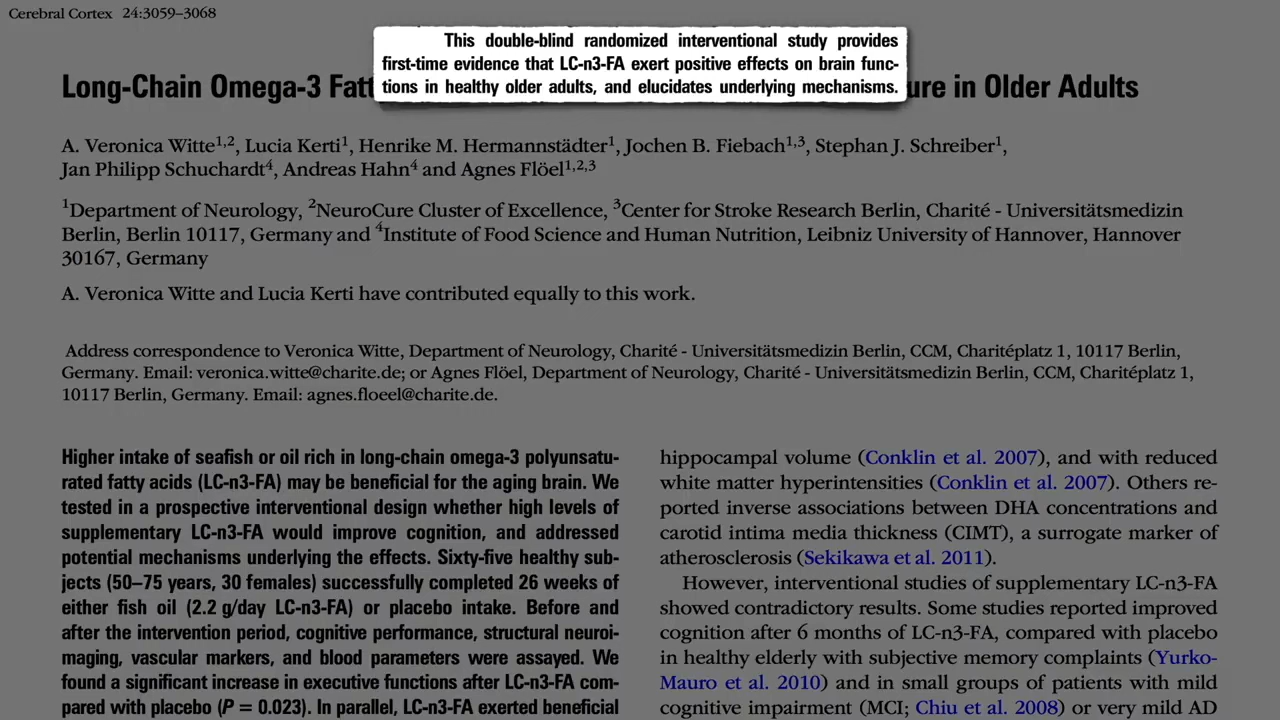 Cerebral Cortex 24:3059–3068
This double-blind randomized interventional study provides
first-time evidence that LC-n3-FA exert positive effects on brain func-
tions in healthy older adults, and elucidates underlying mechanisms.
Long-Chain Omega-3 Fatt ure in Older Adults
A. Veronica Witte1,2, Lucia Kerti1, Henrike M. Hermannstädter1, Jochen B. Fiebach1,3, Stephan J. Schreiber1,
Jan Philipp Schuchardt4, Andreas Hahn4 and Agnes Flöel1,2,3
1Department of Neurology, 2NeuroCure Cluster of Excellence, 3Center for Stroke Research Berlin, Charité - Universitätsmedizin
Berlin, Berlin 10117, Germany and 4Institute of Food Science and Human Nutrition, Leibniz University of Hannover, Hannover
30167, Germany
A. Veronica Witte and Lucia Kerti have contributed equally to this work.
Address correspondence to Veronica Witte, Department of Neurology, Charité - Universitätsmedizin Berlin, CCM, Charitéplatz 1, 10117 Berlin,
Germany. Email: veronica.witte@charite.de; or Agnes Flöel, Department of Neurology, Charité - Universitätsmedizin Berlin, CCM, Charitéplatz 1,
10117 Berlin, Germany. Email: agnes.floeel@charite.de.
Higher intake of seafish or oil rich in long-chain omega-3 polyunsatu-
rated fatty acids (LC-n3-FA) may be beneficial for the aging brain. We
tested in a prospective interventional design whether high levels of
supplementary LC-n3-FA would improve cognition, and addressed
potential mechanisms underlying the effects. Sixty-five healthy sub-
jects (50–75 years, 30 females) successfully completed 26 weeks of
either fish oil (2.2 g/day LC-n3-FA) or placebo intake. Before and
after the intervention period, cognitive performance, structural neuroi-
maging, vascular markers, and blood parameters were assayed. We
found a significant increase in executive functions after LC-n3-FA com-
pared with placebo (P = 0.023). In parallel, LC-n3-FA exerted beneficial
hippocampal volume (Conklin et al. 2007), and with reduced
white matter hyperintensities (Conklin et al. 2007). Others re-
ported inverse associations between DHA concentrations and
carotid intima media thickness (CIMT), a surrogate marker of
atherosclerosis (Sekikawa et al. 2011).
However, interventional studies of supplementary LC-n3-FA
showed contradictory results. Some studies reported improved
cognition after 6 months of LC-n3-FA, compared with placebo
in healthy elderly with subjective memory complaints (Yurko-
Mauro et al. 2010) and in small groups of patients with mild
cognitive impairment (MCI; Chiu et al. 2008) or very mild AD